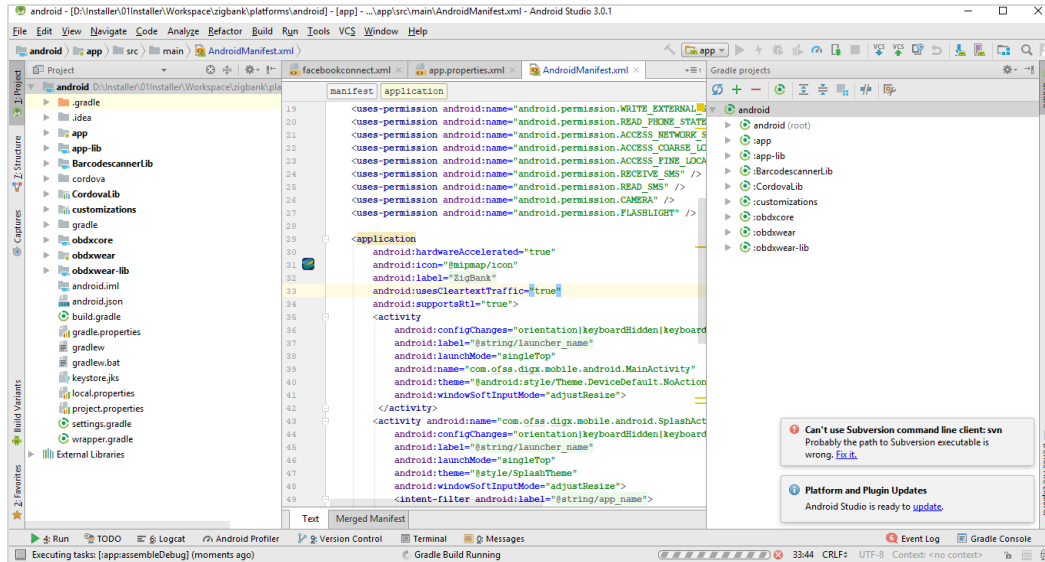 android - [D:\Installer\01Installer\Workspace\zigbank\platforms\android] - [app] - ...\app\src\main\AndroidManifest.xml - Android Studio 3.0.1
File Edit View Navigate Code Analyze Refactor Build Run Tools VCS Window Help
android app src main AndroidManifest.xml
app
Project
facebookconnect.xml
app.properties.xml
AndroidManifest.xml
Gradle projects
1: Project
Z: Structure
Captures
Build Variants
2: Favorites
android D:\Installer\01Installer\Workspace\zigbank\pla
.gradle
.idea
app
app-lib
BarcodescannerLib
cordova
CordovaLib
customizations
gradle
obdxcore
obdxwear
obdxwear-lib
android.iml
android.json
build.gradle
gradle.properties
gradlew
gradlew.bat
keystore.jks
local.properties
project.properties
settings.gradle
wrapper.gradle
External Libraries
manifest application
19 <uses-permission android:name="android.permission.WRITE_EXTERNAL_S
20 <uses-permission android:name="android.permission.READ_PHONE_STATE
21 <uses-permission android:name="android.permission.ACCESS_NETWORK_S
22 <uses-permission android:name="android.permission.ACCESS_COARSE_LO
23 <uses-permission android:name="android.permission.ACCESS_FINE_LOCA
24 <uses-permission android:name="android.permission.RECEIVE_SMS" />
25 <uses-permission android:name="android.permission.READ_SMS" />
26 <uses-permission android:name="android.permission.CAMERA" />
27 <uses-permission android:name="android.permission.FLASHLIGHT" />
28
29 <application
30 android:hardwareAccelerated="true"
31 android:icon="@mipmap/icon"
32 android:label="ZigBank"
33 android:usesCleartextTraffic="true"
34 android:supportsRtl="true">
35 <activity
36 android:configChanges="orientation|keyboardHidden|keyboard
37 android:label="@string/launcher_name"
38 android:launchMode="singleTop"
39 android:name="com.ofss.digx.mobile.android.MainActivity"
40 android:theme="@android:style/Theme.DeviceDefault.NoAction
41 android:windowSoftInputMode="adjustResize">
42 </activity>
43 <activity android:name="com.ofss.digx.mobile.android.SplashAct
44 android:configChanges="orientation|keyboardHidden|keyboard
45 android:label="@string/launcher_name"
46 android:launchMode="singleTop"
47 android:theme="@style/SplashTheme"
48 android:windowSoftInputMode="adjustResize">
49 <intent-filter android:label="@string/app_name">
Text Merged Manifest
android
android (root)
:app
:app-lib
:BarcodescannerLib
:CordovaLib
:customizations
:obdxcore
:obdxwear
:obdxwear-lib
Can't use Subversion command line client: svn
Probably the path to Subversion executable is
wrong. Fix it.
Platform and Plugin Updates
Android Studio is ready to update.
4: Run TODO 6: Logcat Android Profiler 9: Version Control Terminal 0: Messages Event Log Gradle Console
Executing tasks: [:app:assembleDebug] (moments ago) Gradle Build Running 33:44 CRLF UTF-8 Context: <no context>